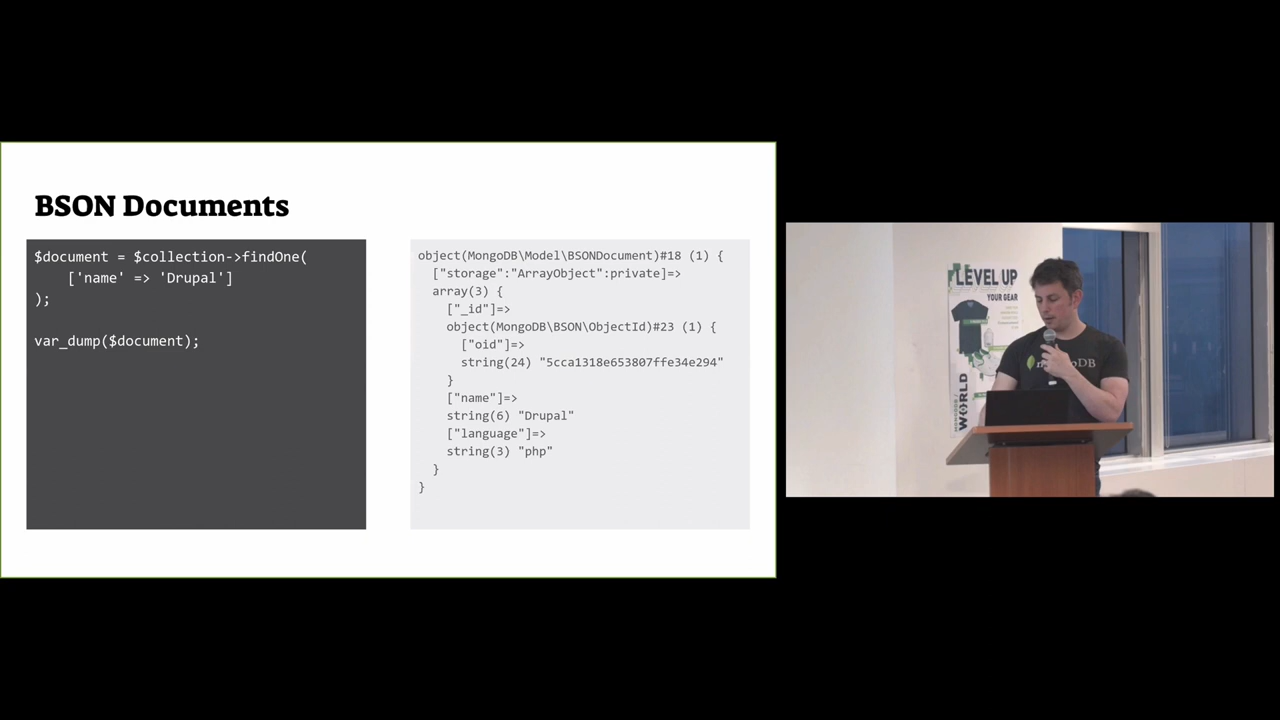 BSON Documents
$document = $collection->findOne(
    ['name' => 'Drupal']
);
var_dump($document);
object(MongoDB\Model\BSONDocument)#18 (1) {
  ["storage":"ArrayObject":private]=>
  array(3) {
    ["_id"]=>
    object(MongoDB\BSON\ObjectId)#23 (1) {
      ["oid"]=>
      string(24) "5cca1318e653807ffe34e294"
    }
    ["name"]=>
    string(6) "Drupal"
    ["language"]=>
    string(3) "php"
  }
}
LEVEL UP
YOUR GEAR
WORLD
DB